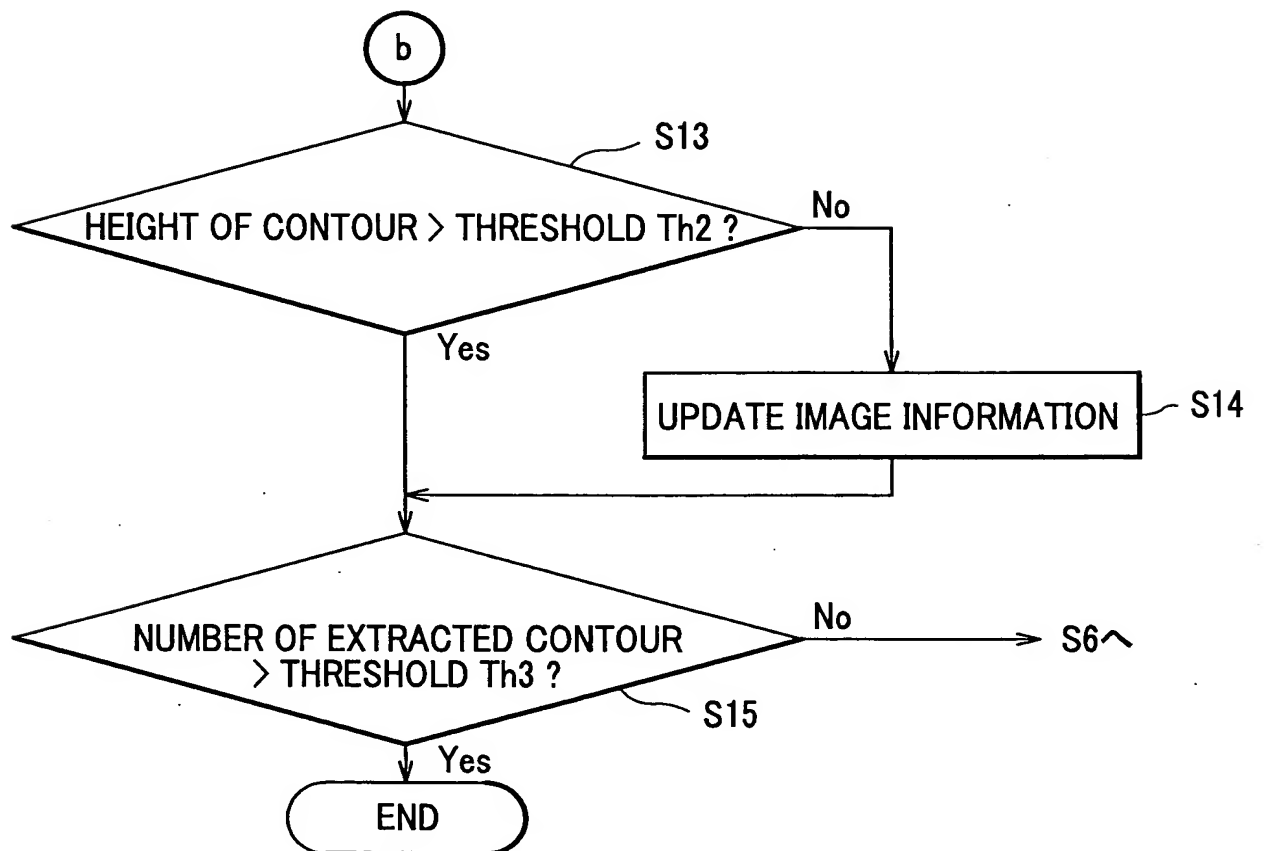 b
S13
HEIGHT OF CONTOUR > THRESHOLD Th2 ?
No
Yes
UPDATE IMAGE INFORMATION
S14
NUMBER OF EXTRACTED CONTOUR
> THRESHOLD Th3 ?
No
S6へ
S15
Yes
END